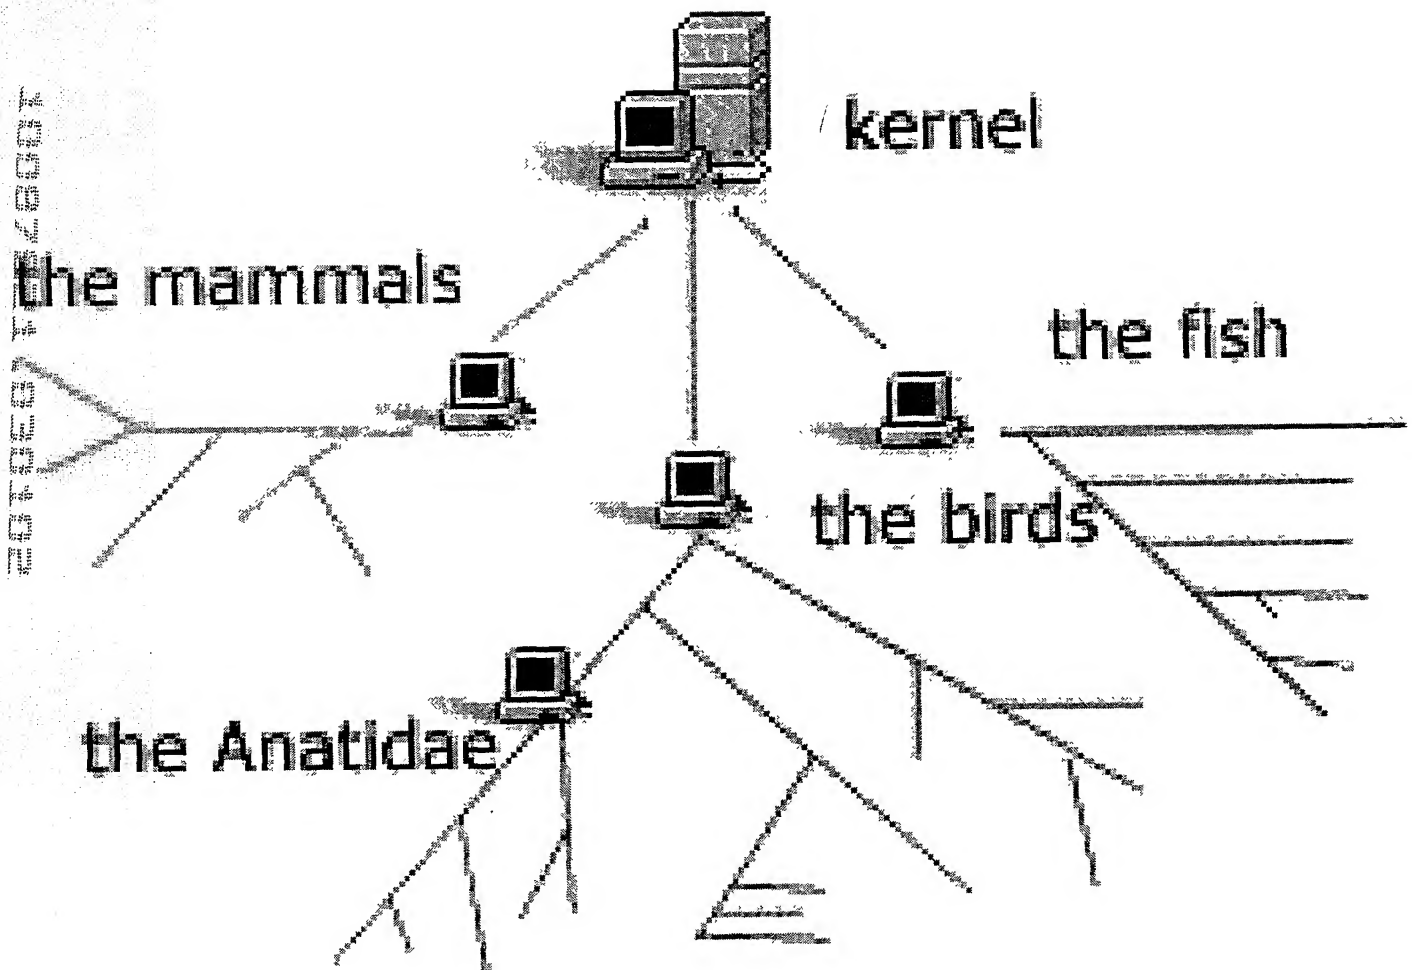 kernel
the mammals
the fish
the birds
the Anatidae